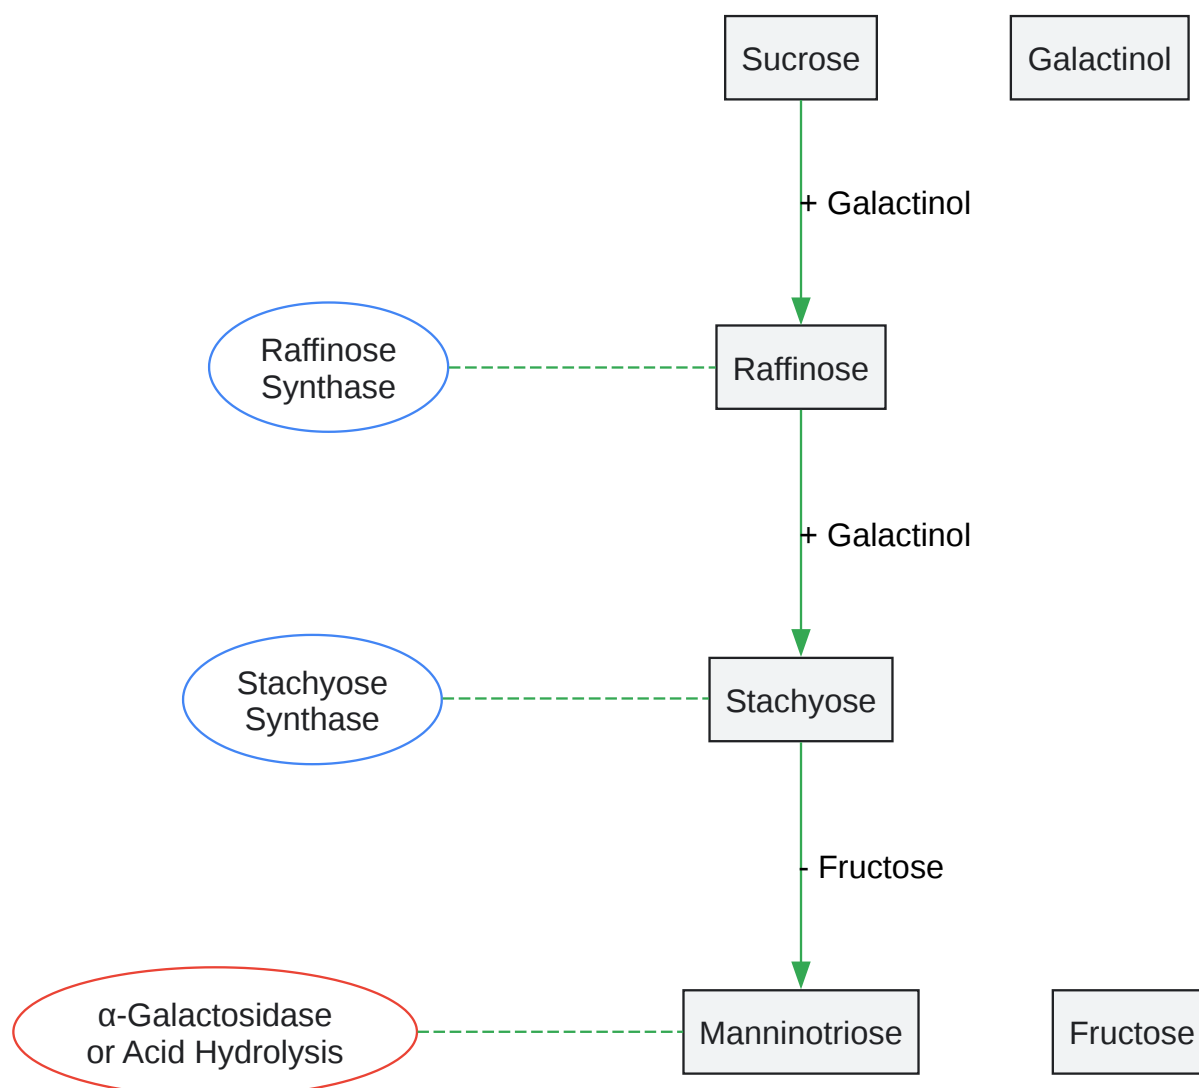 Sucrose
Galactinol
+ Galactinol
Raffinose
Synthase
Raffinose
+ Galactinol
Stachyose
Synthase
Stachyose
- Fructose
α-Galactosidase
or Acid Hydrolysis
Manninotriose
Fructose